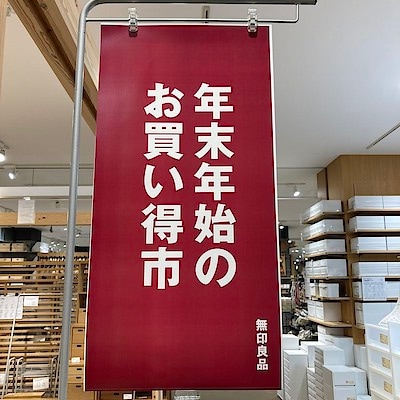 年末年始の
お買い得市
無印良品